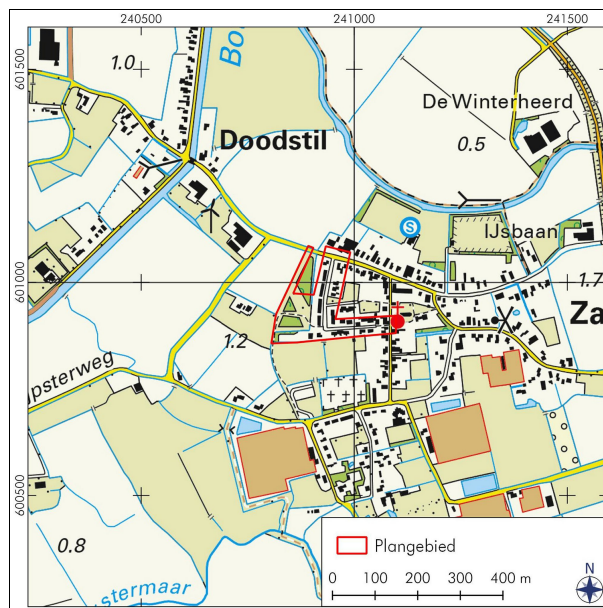 240500 241000 241500
601500
1.0
Bo
De Winterheerd
0.5
Doodstil
S
IJsbaan
601000
1.7
Za
1.2
ipsterweg
600500
0.8
stermaar
Plangebied
N
0 100 200 300 400 m